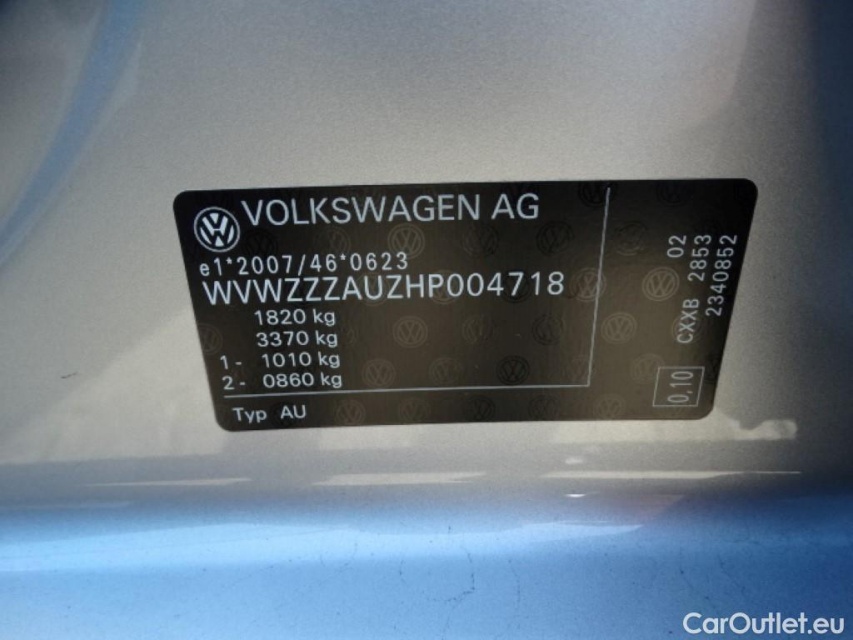 VOLKSWAGEN AG
e1*2007/46*0623
WVWZZZAUZHP004718
1820 kg
3370 kg
1- 1010 kg
2- 0860 kg
Typ AU
02
CXXB 2853
2340852
0,10
CarOutlet.eu